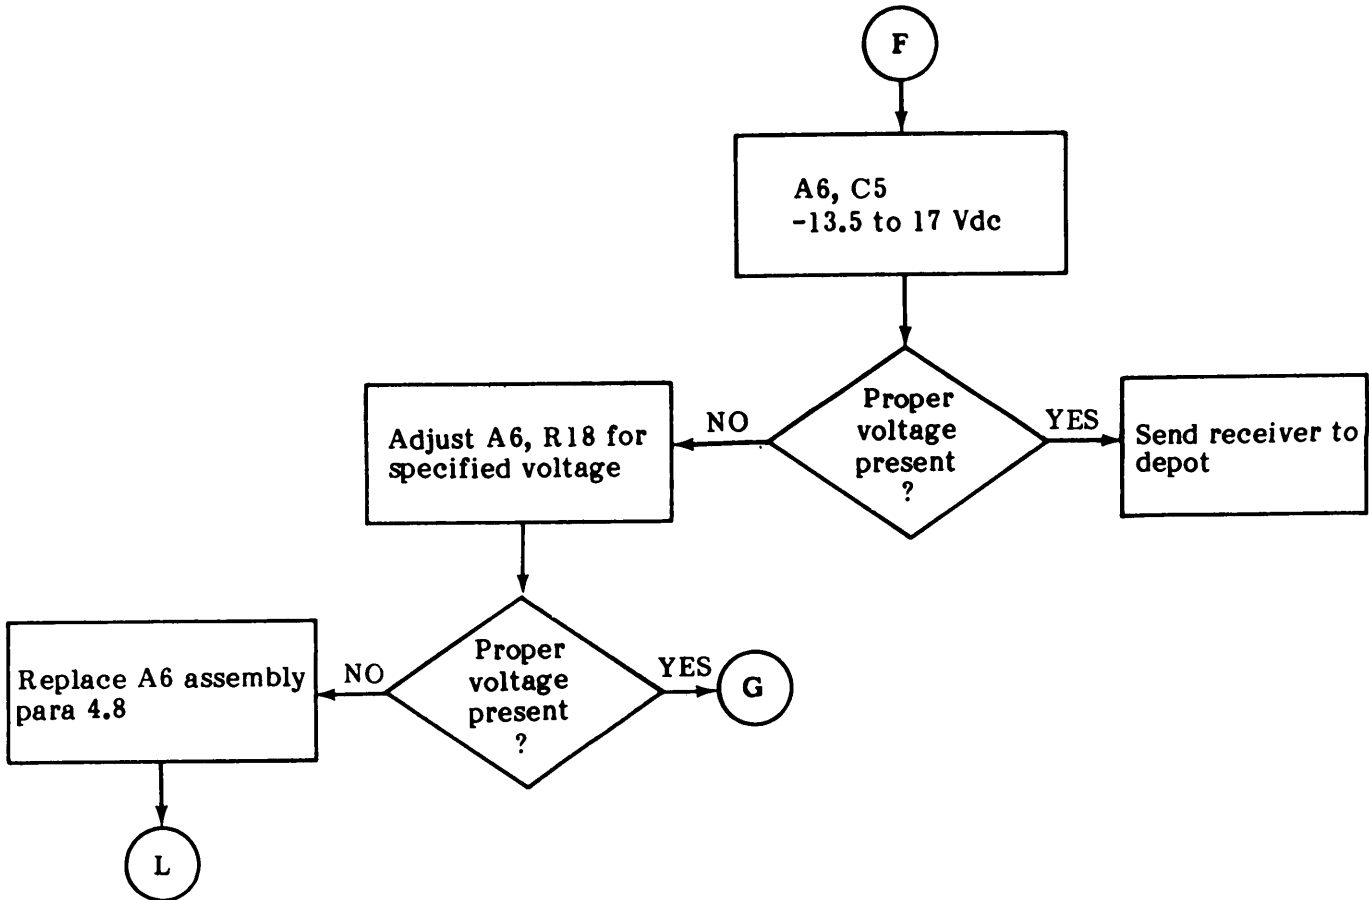 F
A6, C5
-13.5 to 17 Vdc
Proper
voltage
present
?
NO
YES
Adjust A6, R18 for
specified voltage
Send receiver to
depot
Proper
voltage
present
?
NO
YES
G
Replace A6 assembly
para 4.8
L